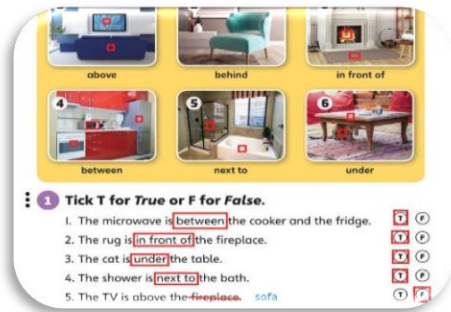 above behind in front of
4 5 6
between next to under
1 Tick T for True or F for False.
1. The microwave is between the cooker and the fridge. T F
2. The rug is in front of the fireplace. T F
3. The cat is under the table. T F
4. The shower is next to the bath. T F
5. The TV is above the fireplace. sofa T F